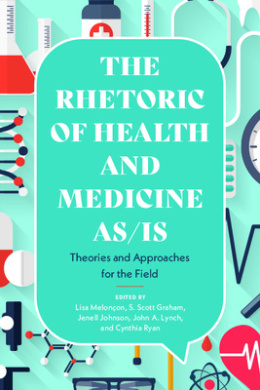 THE
RHETORIC
OF HEALTH
AND
MEDICINE
AS/IS
Theories and Approaches
for the Field
EDITED BY
Lisa Melonçon, S. Scott Graham,
Jenell Johnson, John A. Lynch,
and Cynthia Ryan